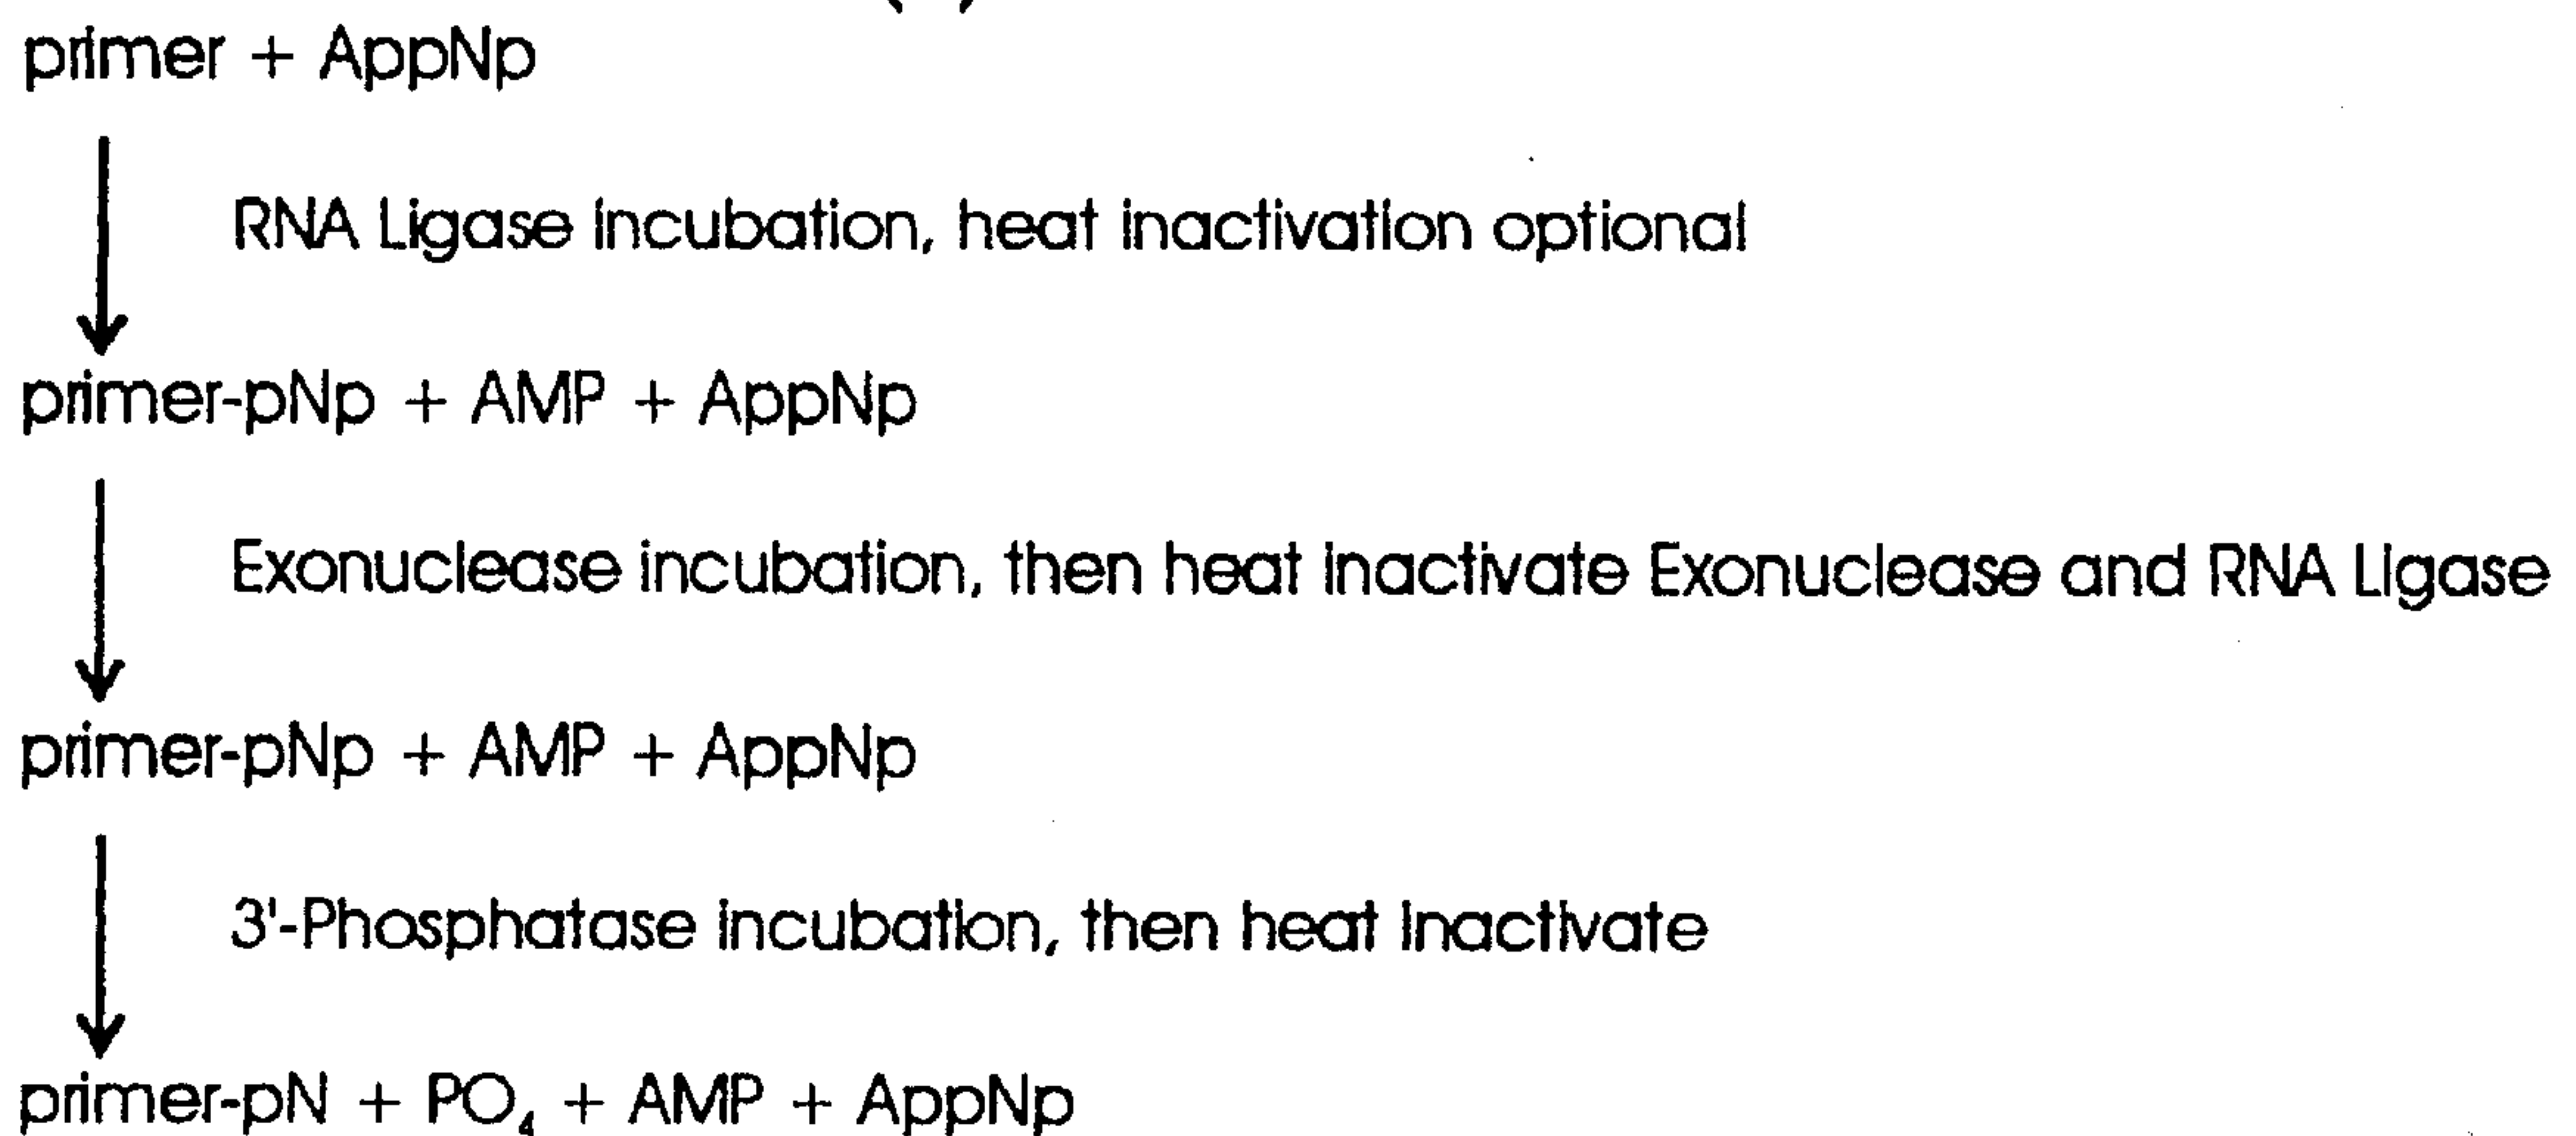 primer + AppNp
RNA Ligase incubation, heat inactivation optional
primer-pNp + AMP + AppNp
Exonuclease incubation, then heat inactivate Exonuclease and RNA Ligase
primer-pNp + AMP + AppNp
3'-Phosphatase incubation, then heat inactivate
primer-pN + PO₄ + AMP + AppNp